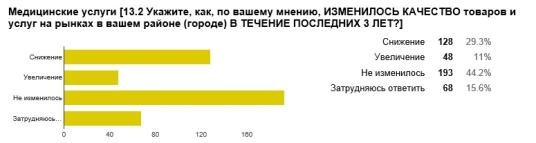 Медицинские услуги [13.2 Укажите, как, по вашему мнению, ИЗМЕНИЛОСЬ КАЧЕСТВО товаров и
услуг на рынках в вашем районе (городе) В ТЕЧЕНИЕ ПОСЛЕДНИХ 3 ЛЕТ?]
Снижение
Увеличение
Не изменилось
Затрудняюсь…
0 40 80 120 160
Снижение 128 29.3%
Увеличение 48 11%
Не изменилось 193 44.2%
Затрудняюсь ответить 68 15.6%